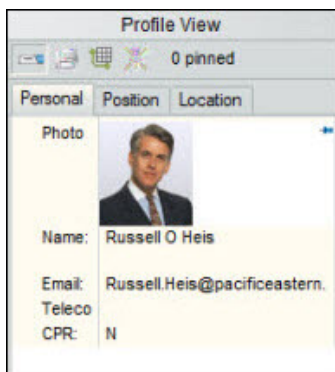 Profile View
0 pinned
Personal Position Location
Photo
Name: Russell O Heis
Email: Russell.Heis@pacificeastern.
Teleco
CPR: N